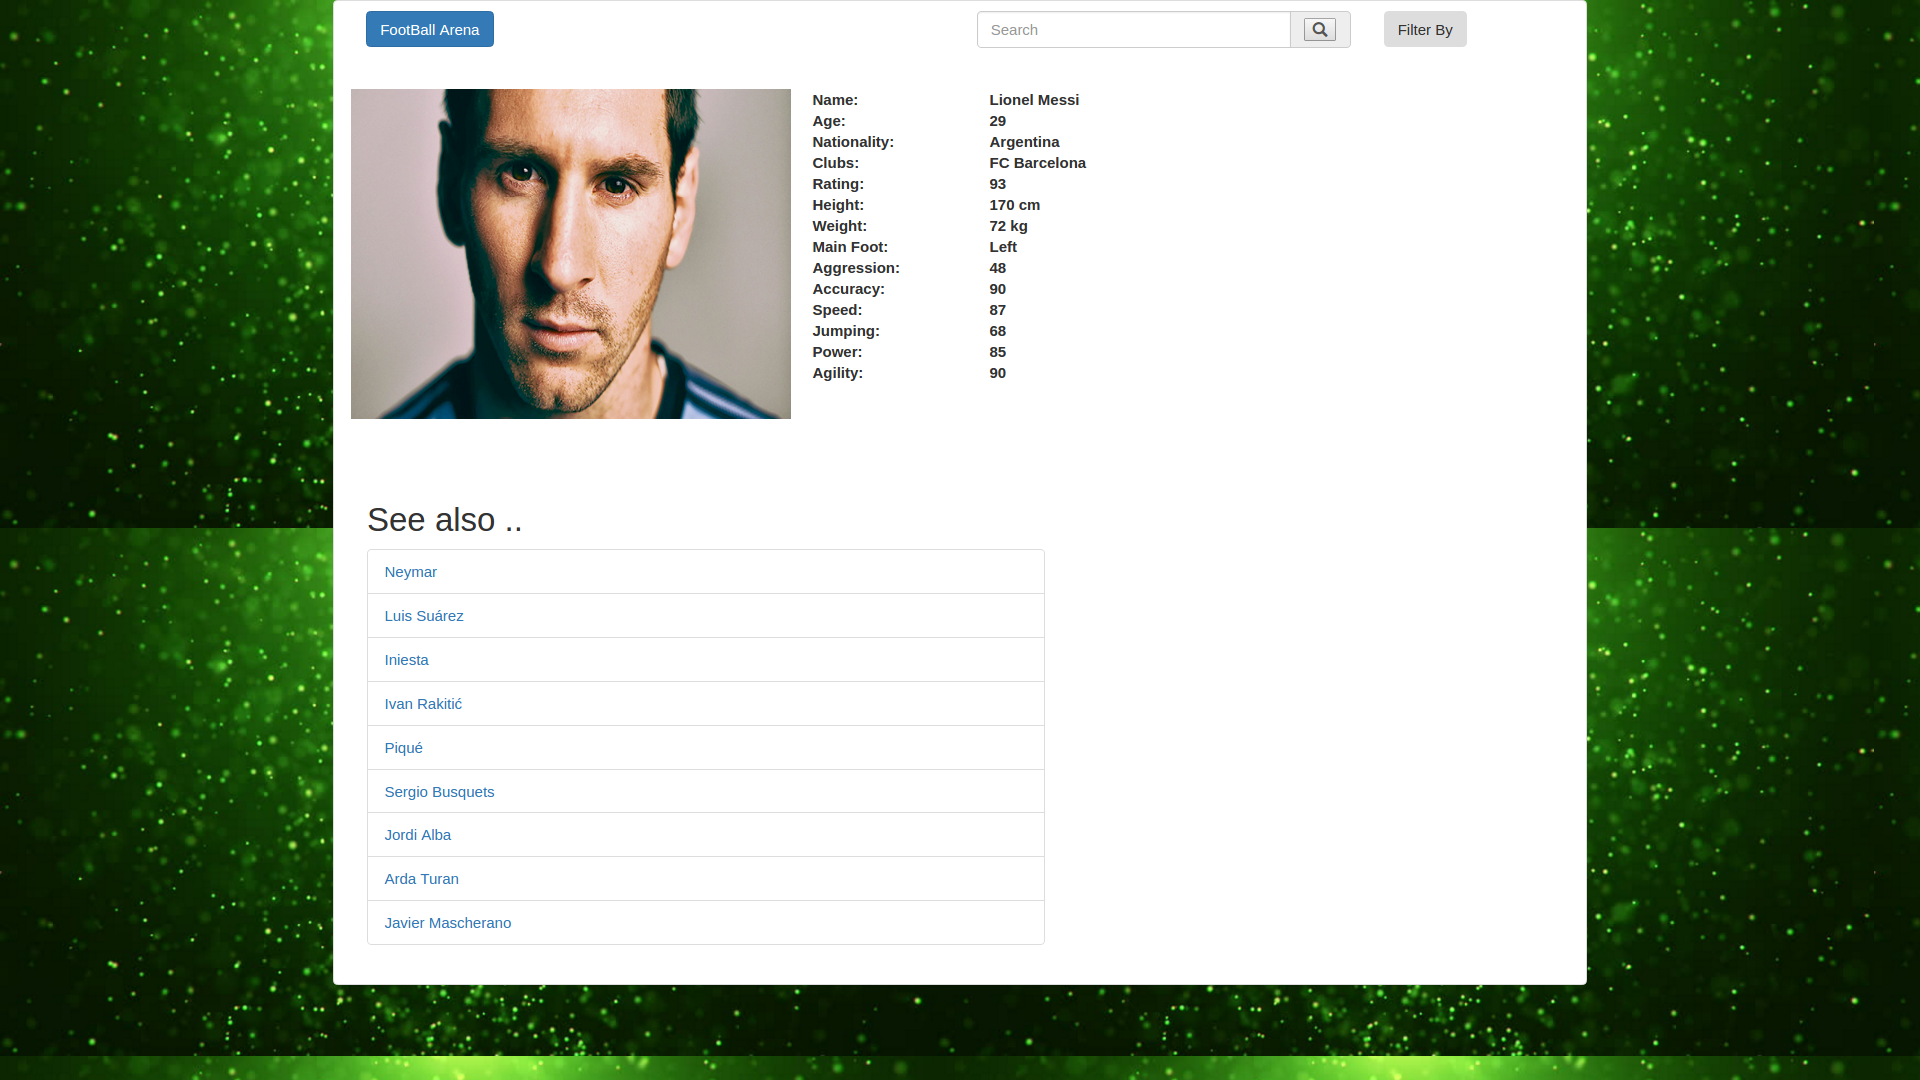 FootBall Arena
Search
Filter By
Name: Lionel Messi
Age: 29
Nationality: Argentina
Clubs: FC Barcelona
Rating: 93
Height: 170 cm
Weight: 72 kg
Main Foot: Left
Aggression: 48
Accuracy: 90
Speed: 87
Jumping: 68
Power: 85
Agility: 90
See also ..
Neymar
Luis Suárez
Iniesta
Ivan Rakitić
Piqué
Sergio Busquets
Jordi Alba
Arda Turan
Javier Mascherano